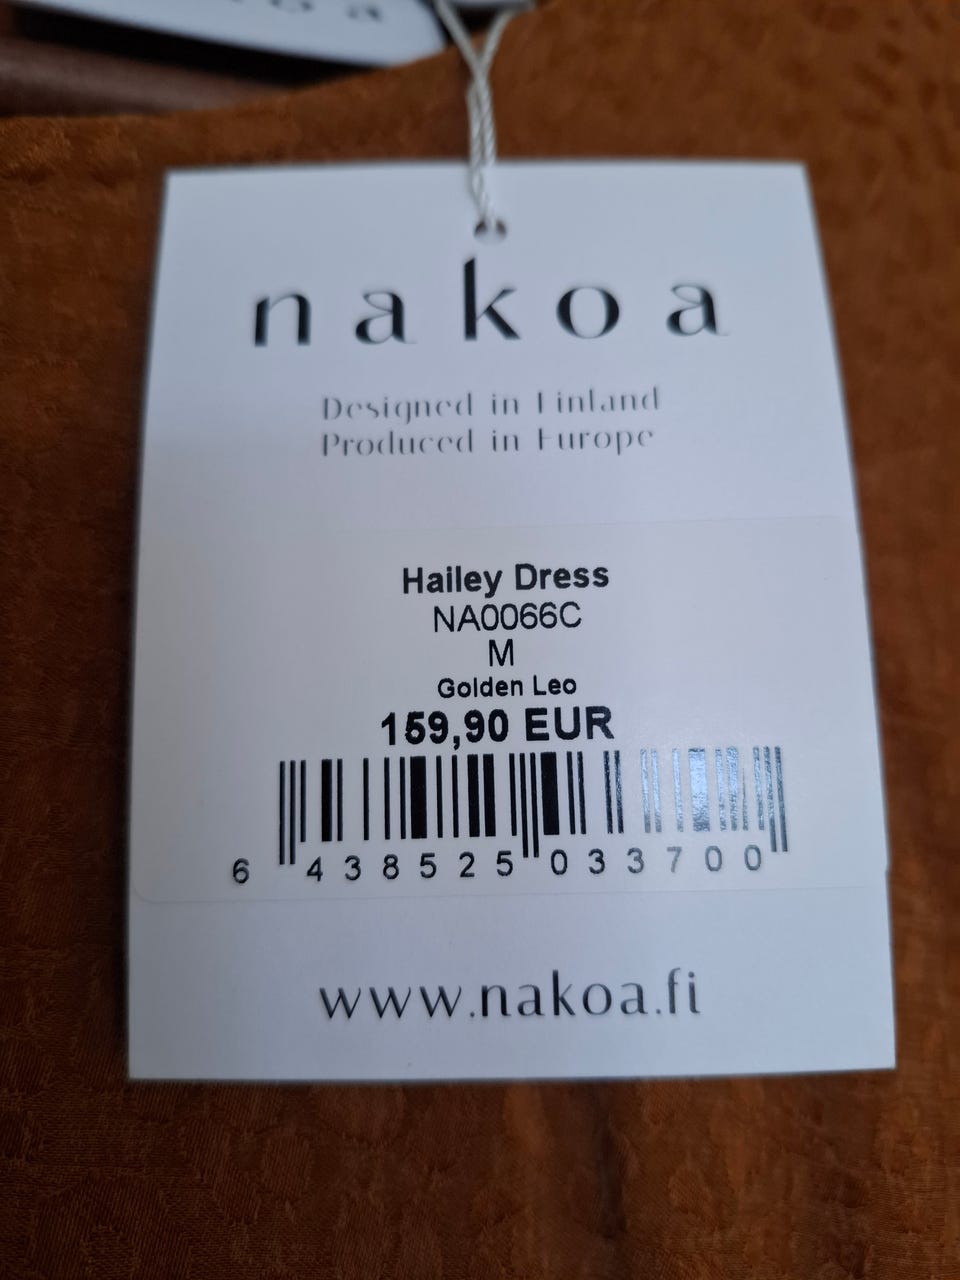 o a
nakoa
Designed in Finland
Produced in Europe
Hailey Dress
NA0066C
M
Golden Leo
159,90 EUR
6 438525 033700
www.nakoa.fi